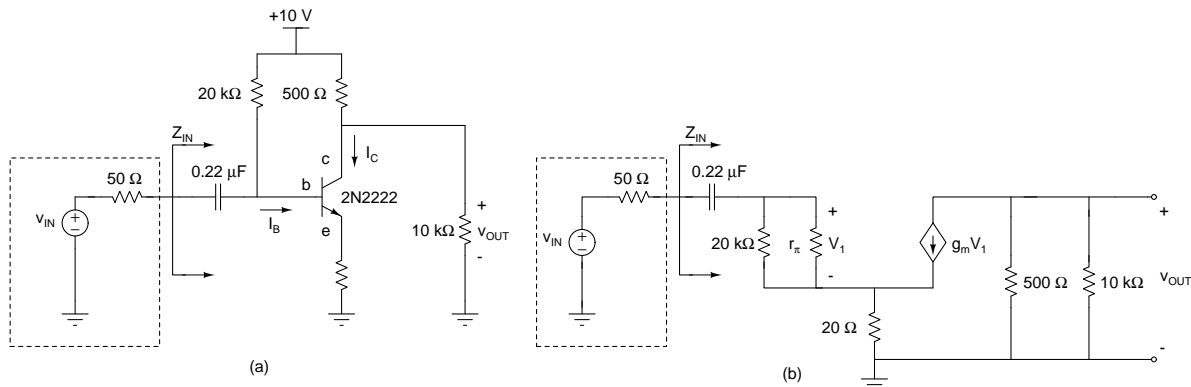 +10 V
20 kΩ
500 Ω
Z_IN
0.22 μF
50 Ω
v_IN
+
-
b
c
e
I_B
I_C
2N2222
10 kΩ
+
v_OUT
-
(a)
Z_IN
0.22 μF
50 Ω
v_IN
+
-
20 kΩ
r_π
+
V_1
-
g_mV_1
20 Ω
500 Ω
10 kΩ
+
v_OUT
-
(b)